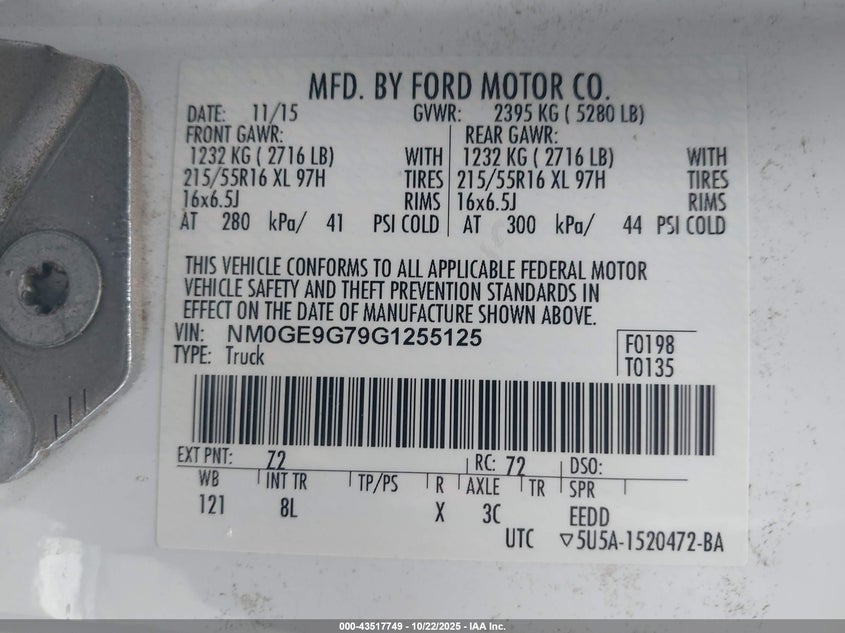 MFD. BY FORD MOTOR CO.
DATE: 11/15 GVWR: 2395 KG ( 5280 LB)
FRONT GAWR: REAR GAWR:
1232 KG ( 2716 LB) WITH 1232 KG ( 2716 LB) WITH
215/55R16 XL 97H TIRES 215/55R16 XL 97H TIRES
16x6.5J RIMS 16x6.5J RIMS
AT 280 kPa/ 41 PSI COLD AT 300 kPa/ 44 PSI COLD
THIS VEHICLE CONFORMS TO ALL APPLICABLE FEDERAL MOTOR
VEHICLE SAFETY AND THEFT PREVENTION STANDARDS IN
EFFECT ON THE DATE OF MANUFACTURE SHOWN ABOVE.
VIN: NM0GE9G79G1255125 F0198
TYPE: Truck T0135
EXT PNT: 72 RC: 72 DSO:
WB INT TR TP/PS R AXLE TR SPR
121 8L X 3C EEDD
UTC ▽5U5A-1520472-BA
000-43517749 - 10/22/2025 - IAA Inc.